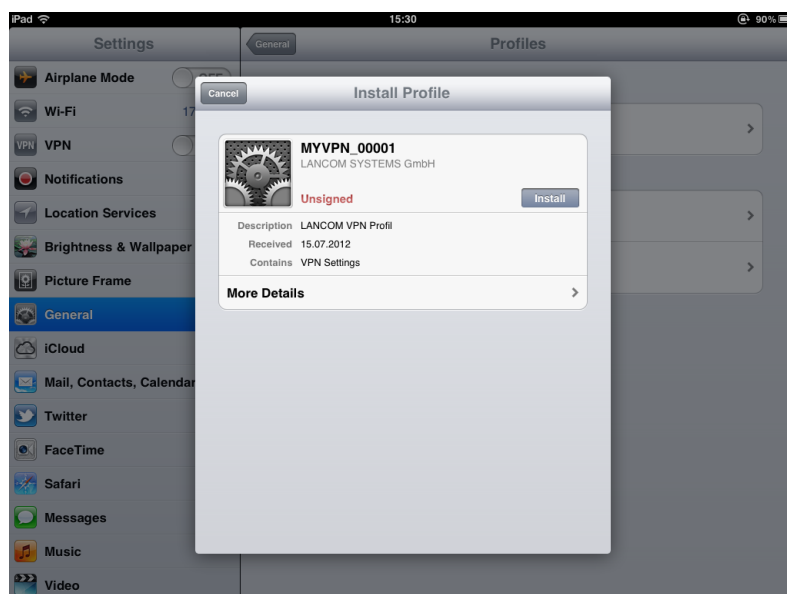 iPad 15:30 90%
Settings
General
Profiles
Airplane Mode
Wi-Fi 17
VPN VPN
Notifications
Location Services
Brightness & Wallpaper
Picture Frame
General
iCloud
Mail, Contacts, Calendar
Twitter
FaceTime
Safari
Messages
Music
Video
Cancel Install Profile
MYVPN_00001
LANCOM SYSTEMS GmbH
Unsigned Install
Description LANCOM VPN Profil
Received 15.07.2012
Contains VPN Settings
More Details